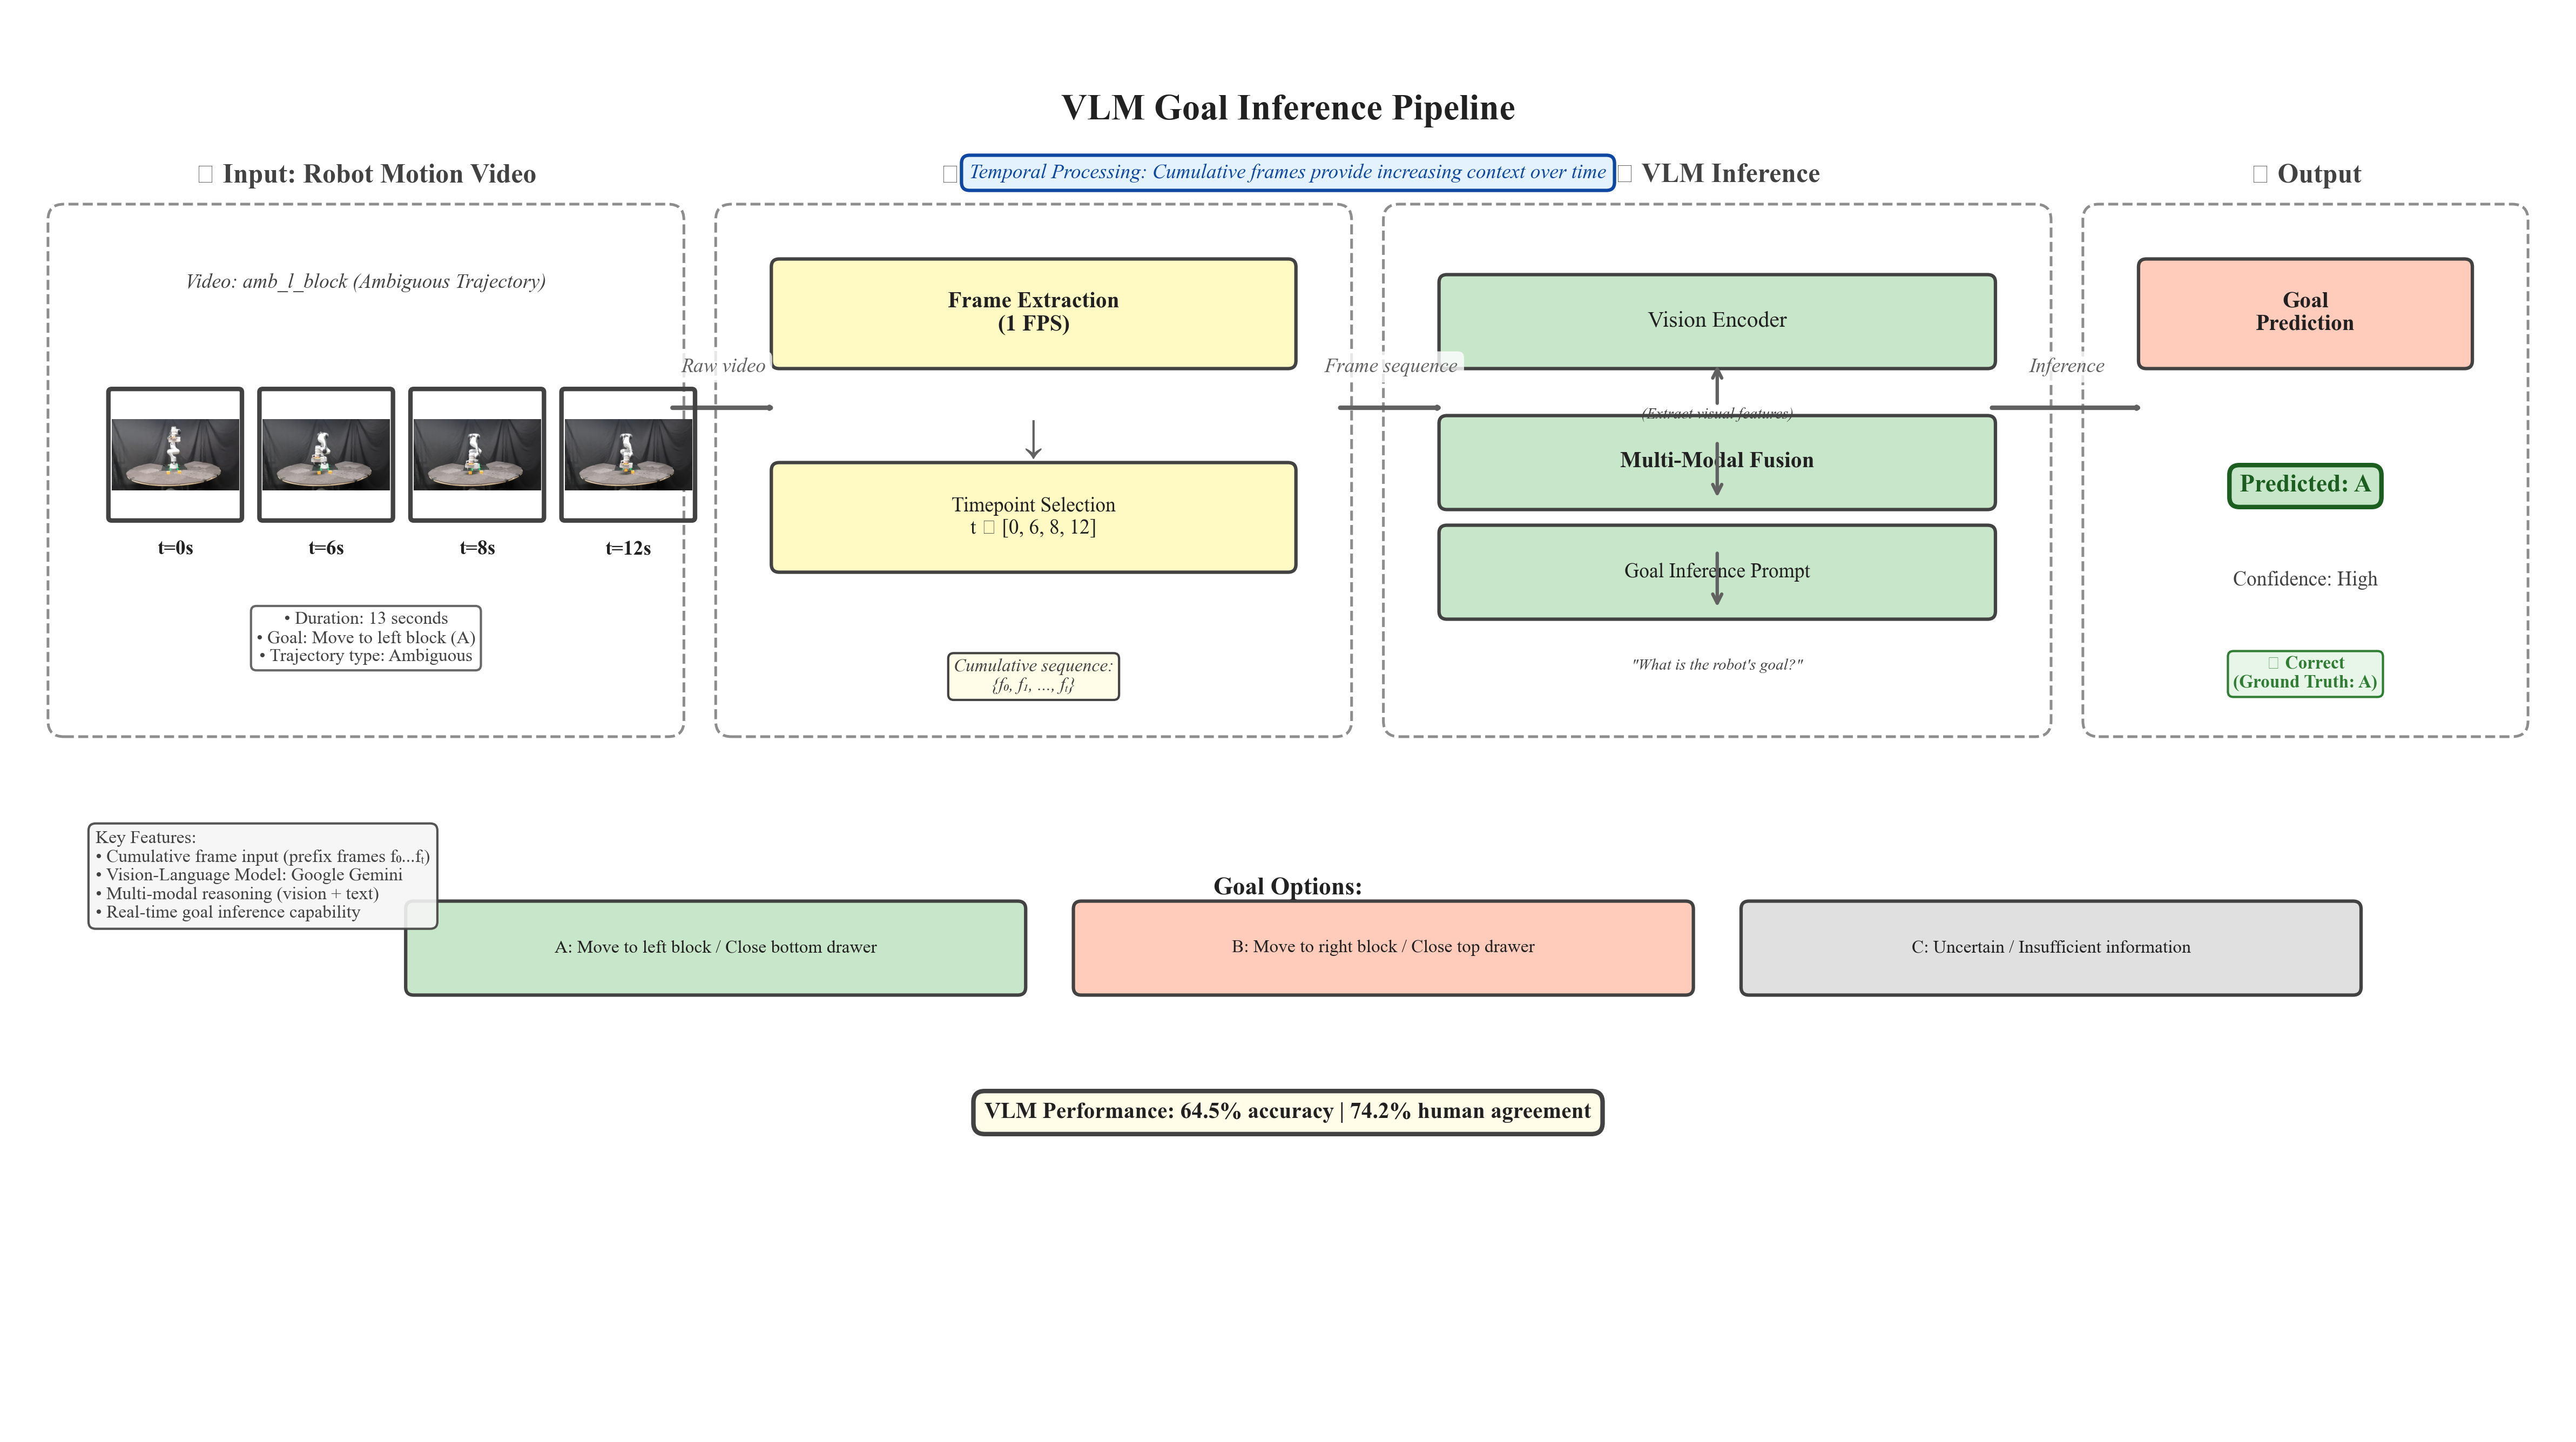 VLM Goal Inference Pipeline
Input: Robot Motion Video
Temporal Processing: Cumulative frames provide increasing context over time
VLM Inference
Output
Video: amb_l_block (Ambiguous Trajectory)
t=0s
t=6s
t=8s
t=12s
• Duration: 13 seconds
• Goal: Move to left block (A)
• Trajectory type: Ambiguous
Raw video
Frame Extraction
(1 FPS)
Timepoint Selection
t □ [0, 6, 8, 12]
Cumulative sequence:
{f₀, f₁, ..., fₜ}
Frame sequence
Vision Encoder
(Extract visual features)
Multi-Modal Fusion
Goal Inference Prompt
"What is the robot's goal?"
Inference
Goal
Prediction
Predicted: A
Confidence: High
□ Correct
(Ground Truth: A)
Key Features:
• Cumulative frame input (prefix frames f₀...fₜ)
• Vision-Language Model: Google Gemini
• Multi-modal reasoning (vision + text)
• Real-time goal inference capability
Goal Options:
A: Move to left block / Close bottom drawer
B: Move to right block / Close top drawer
C: Uncertain / Insufficient information
VLM Performance: 64.5% accuracy | 74.2% human agreement